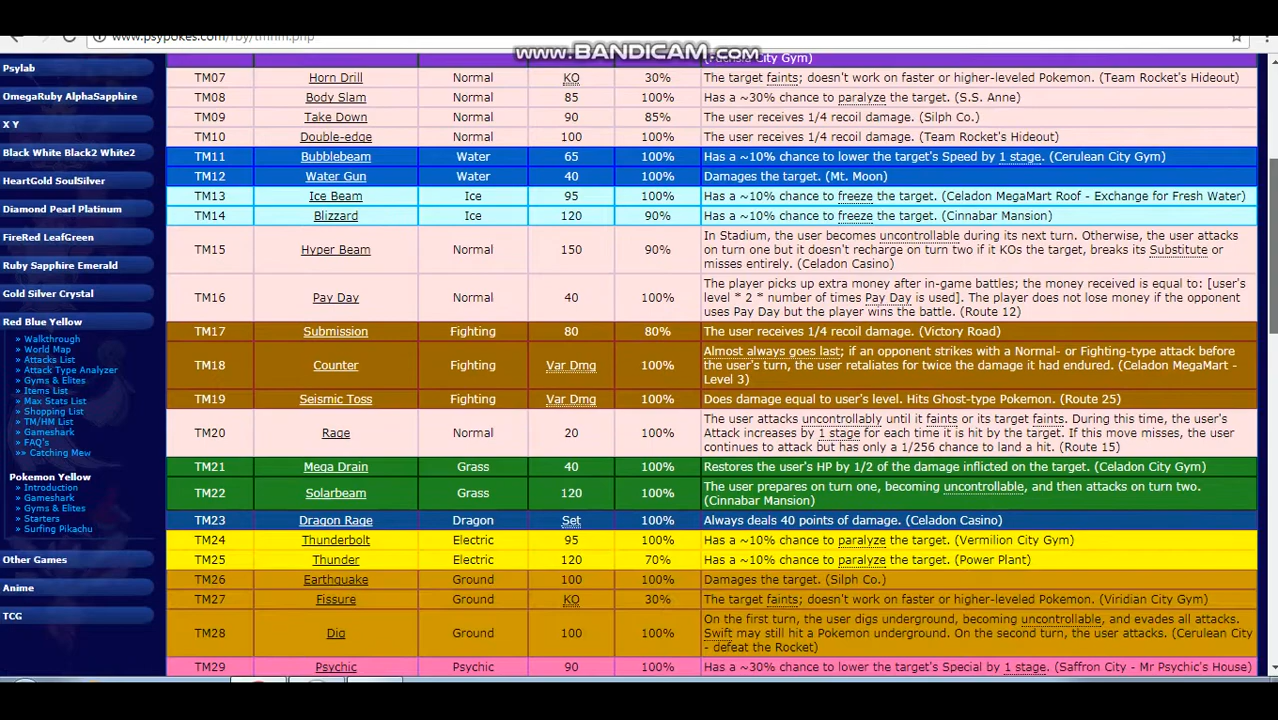 www.psypokes.com/rby/tmhm.php
www.BANDICAM.com
Psylab
OmegaRuby AlphaSapphire
X Y
Black White Black2 White2
HeartGold SoulSilver
Diamond Pearl Platinum
FireRed LeafGreen
Ruby Sapphire Emerald
Gold Silver Crystal
Red Blue Yellow
» Walkthrough
» World Map
» Attacks List
» Attack Type Analyzer
» Gyms & Elites
» Items List
» Max Stats List
» Shopping List
» TM/HM List
» Gameshark
» FAQ's
» Catching Mew
Pokemon Yellow
» Introduction
» Gameshark
» Gyms & Elites
» Starters
» Surfing Pikachu
Other Games
Anime
TCG
(Fuchsia City Gym)
TM07 Horn Drill Normal KO 30% The target faints; doesn't work on faster or higher-leveled Pokemon. (Team Rocket's Hideout)
TM08 Body Slam Normal 85 100% Has a ~30% chance to paralyze the target. (S.S. Anne)
TM09 Take Down Normal 90 85% The user receives 1/4 recoil damage. (Silph Co.)
TM10 Double-edge Normal 100 100% The user receives 1/4 recoil damage. (Team Rocket's Hideout)
TM11 Bubblebeam Water 65 100% Has a ~10% chance to lower the target's Speed by 1 stage. (Cerulean City Gym)
TM12 Water Gun Water 40 100% Damages the target. (Mt. Moon)
TM13 Ice Beam Ice 95 100% Has a ~10% chance to freeze the target. (Celadon MegaMart Roof - Exchange for Fresh Water)
TM14 Blizzard Ice 120 90% Has a ~10% chance to freeze the target. (Cinnabar Mansion)
TM15 Hyper Beam Normal 150 90% In Stadium, the user becomes uncontrollable during its next turn. Otherwise, the user attacks
on turn one but it doesn't recharge on turn two if it KOs the target, breaks its Substitute or
misses entirely. (Celadon Casino)
TM16 Pay Day Normal 40 100% The player picks up extra money after in-game battles; the money received is equal to: [user's
level * 2 * number of times Pay Day is used]. The player does not lose money if the opponent
uses Pay Day but the player wins the battle. (Route 12)
TM17 Submission Fighting 80 80% The user receives 1/4 recoil damage. (Victory Road)
TM18 Counter Fighting Var Dmg 100% Almost always goes last; if an opponent strikes with a Normal- or Fighting-type attack before
the user's turn, the user retaliates for twice the damage it had endured. (Celadon MegaMart -
Level 3)
TM19 Seismic Toss Fighting Var Dmg 100% Does damage equal to user's level. Hits Ghost-type Pokemon. (Route 25)
TM20 Rage Normal 20 100% The user attacks uncontrollably until it faints or its target faints. During this time, the user's
Attack increases by 1 stage for each time it is hit by the target. If this move misses, the user
continues to attack but has only a 1/256 chance to land a hit. (Route 15)
TM21 Mega Drain Grass 40 100% Restores the user's HP by 1/2 of the damage inflicted on the target. (Celadon City Gym)
TM22 Solarbeam Grass 120 100% The user prepares on turn one, becoming uncontrollable, and then attacks on turn two.
(Cinnabar Mansion)
TM23 Dragon Rage Dragon Set 100% Always deals 40 points of damage. (Celadon Casino)
TM24 Thunderbolt Electric 95 100% Has a ~10% chance to paralyze the target. (Vermilion City Gym)
TM25 Thunder Electric 120 70% Has a ~10% chance to paralyze the target. (Power Plant)
TM26 Earthquake Ground 100 100% Damages the target. (Silph Co.)
TM27 Fissure Ground KO 30% The target faints; doesn't work on faster or higher-leveled Pokemon. (Viridian City Gym)
TM28 Dig Ground 100 100% On the first turn, the user digs underground, becoming uncontrollable, and evades all attacks.
Swift may still hit a Pokemon underground. On the second turn, the user attacks. (Cerulean City
- defeat the Rocket)
TM29 Psychic Psychic 90 100% Has a ~30% chance to lower the target's Special by 1 stage. (Saffron City - Mr Psychic's House)